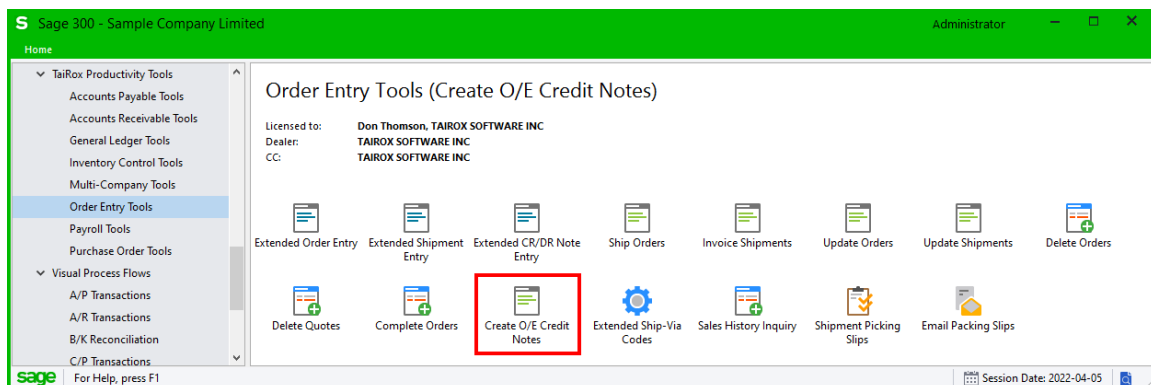 S Sage 300 - Sample Company Limited
Administrator
Home
TaiRox Productivity Tools
Accounts Payable Tools
Accounts Receivable Tools
General Ledger Tools
Inventory Control Tools
Multi-Company Tools
Order Entry Tools
Payroll Tools
Purchase Order Tools
Visual Process Flows
A/P Transactions
A/R Transactions
B/K Reconciliation
C/P Transactions
Order Entry Tools (Create O/E Credit Notes)
Licensed to: Don Thomson, TAIROX SOFTWARE INC
Dealer: TAIROX SOFTWARE INC
CC: TAIROX SOFTWARE INC
Extended Order Entry
Extended Shipment
Entry
Extended CR/DR Note
Entry
Ship Orders
Invoice Shipments
Update Orders
Update Shipments
Delete Orders
Delete Quotes
Complete Orders
Create O/E Credit
Notes
Extended Ship-Via
Codes
Sales History Inquiry
Shipment Picking
Slips
Email Packing Slips
sage
For Help, press F1
Session Date: 2022-04-05